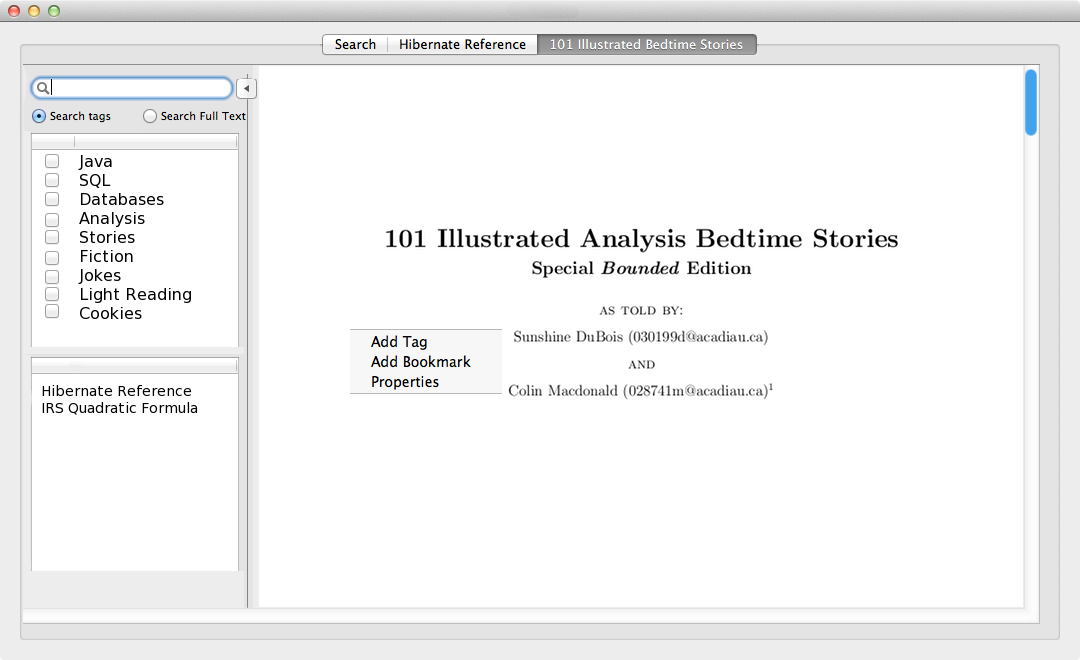 Search Hibernate Reference 101 Illustrated Bedtime Stories
Search tags Search Full Text
Java
SQL
Databases
Analysis
Stories
Fiction
Jokes
Light Reading
Cookies
Hibernate Reference
IRS Quadratic Formula
101 Illustrated Analysis Bedtime Stories
Special Bounded Edition
AS TOLD BY:
Sunshine DuBois (030199d@acadiau.ca)
AND
Colin Macdonald (028741m@acadiau.ca)¹
Add Tag
Add Bookmark
Properties